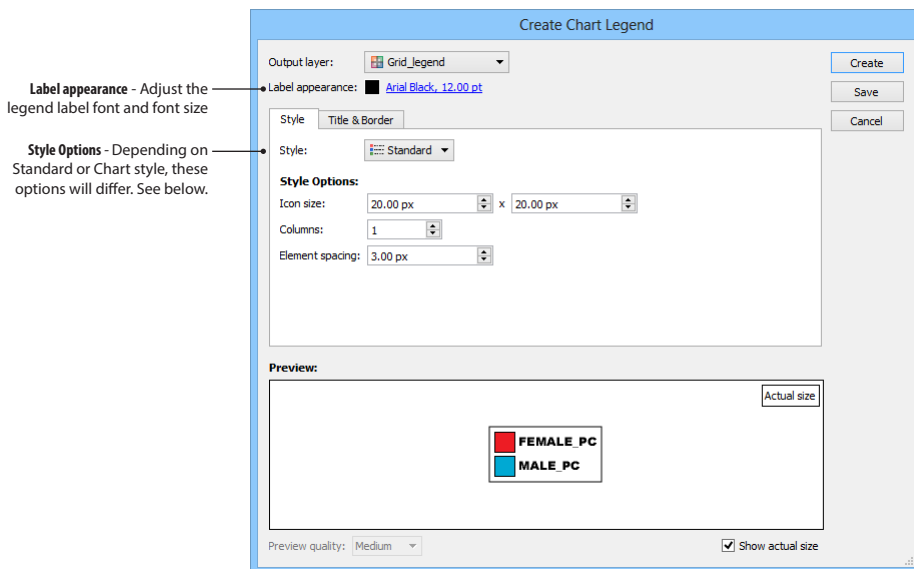 Create Chart Legend
Output layer: Grid_legend
Create
Label appearance - Adjust the
legend label font and font size
Label appearance: Arial Black, 12.00 pt
Save
Style Title & Border
Cancel
Style Options - Depending on
Standard or Chart style, these
options will differ. See below.
Style: Standard
Style Options:
Icon size: 20.00 px x 20.00 px
Columns: 1
Element spacing: 3.00 px
Preview:
Actual size
FEMALE_PC
MALE_PC
Preview quality: Medium
Show actual size